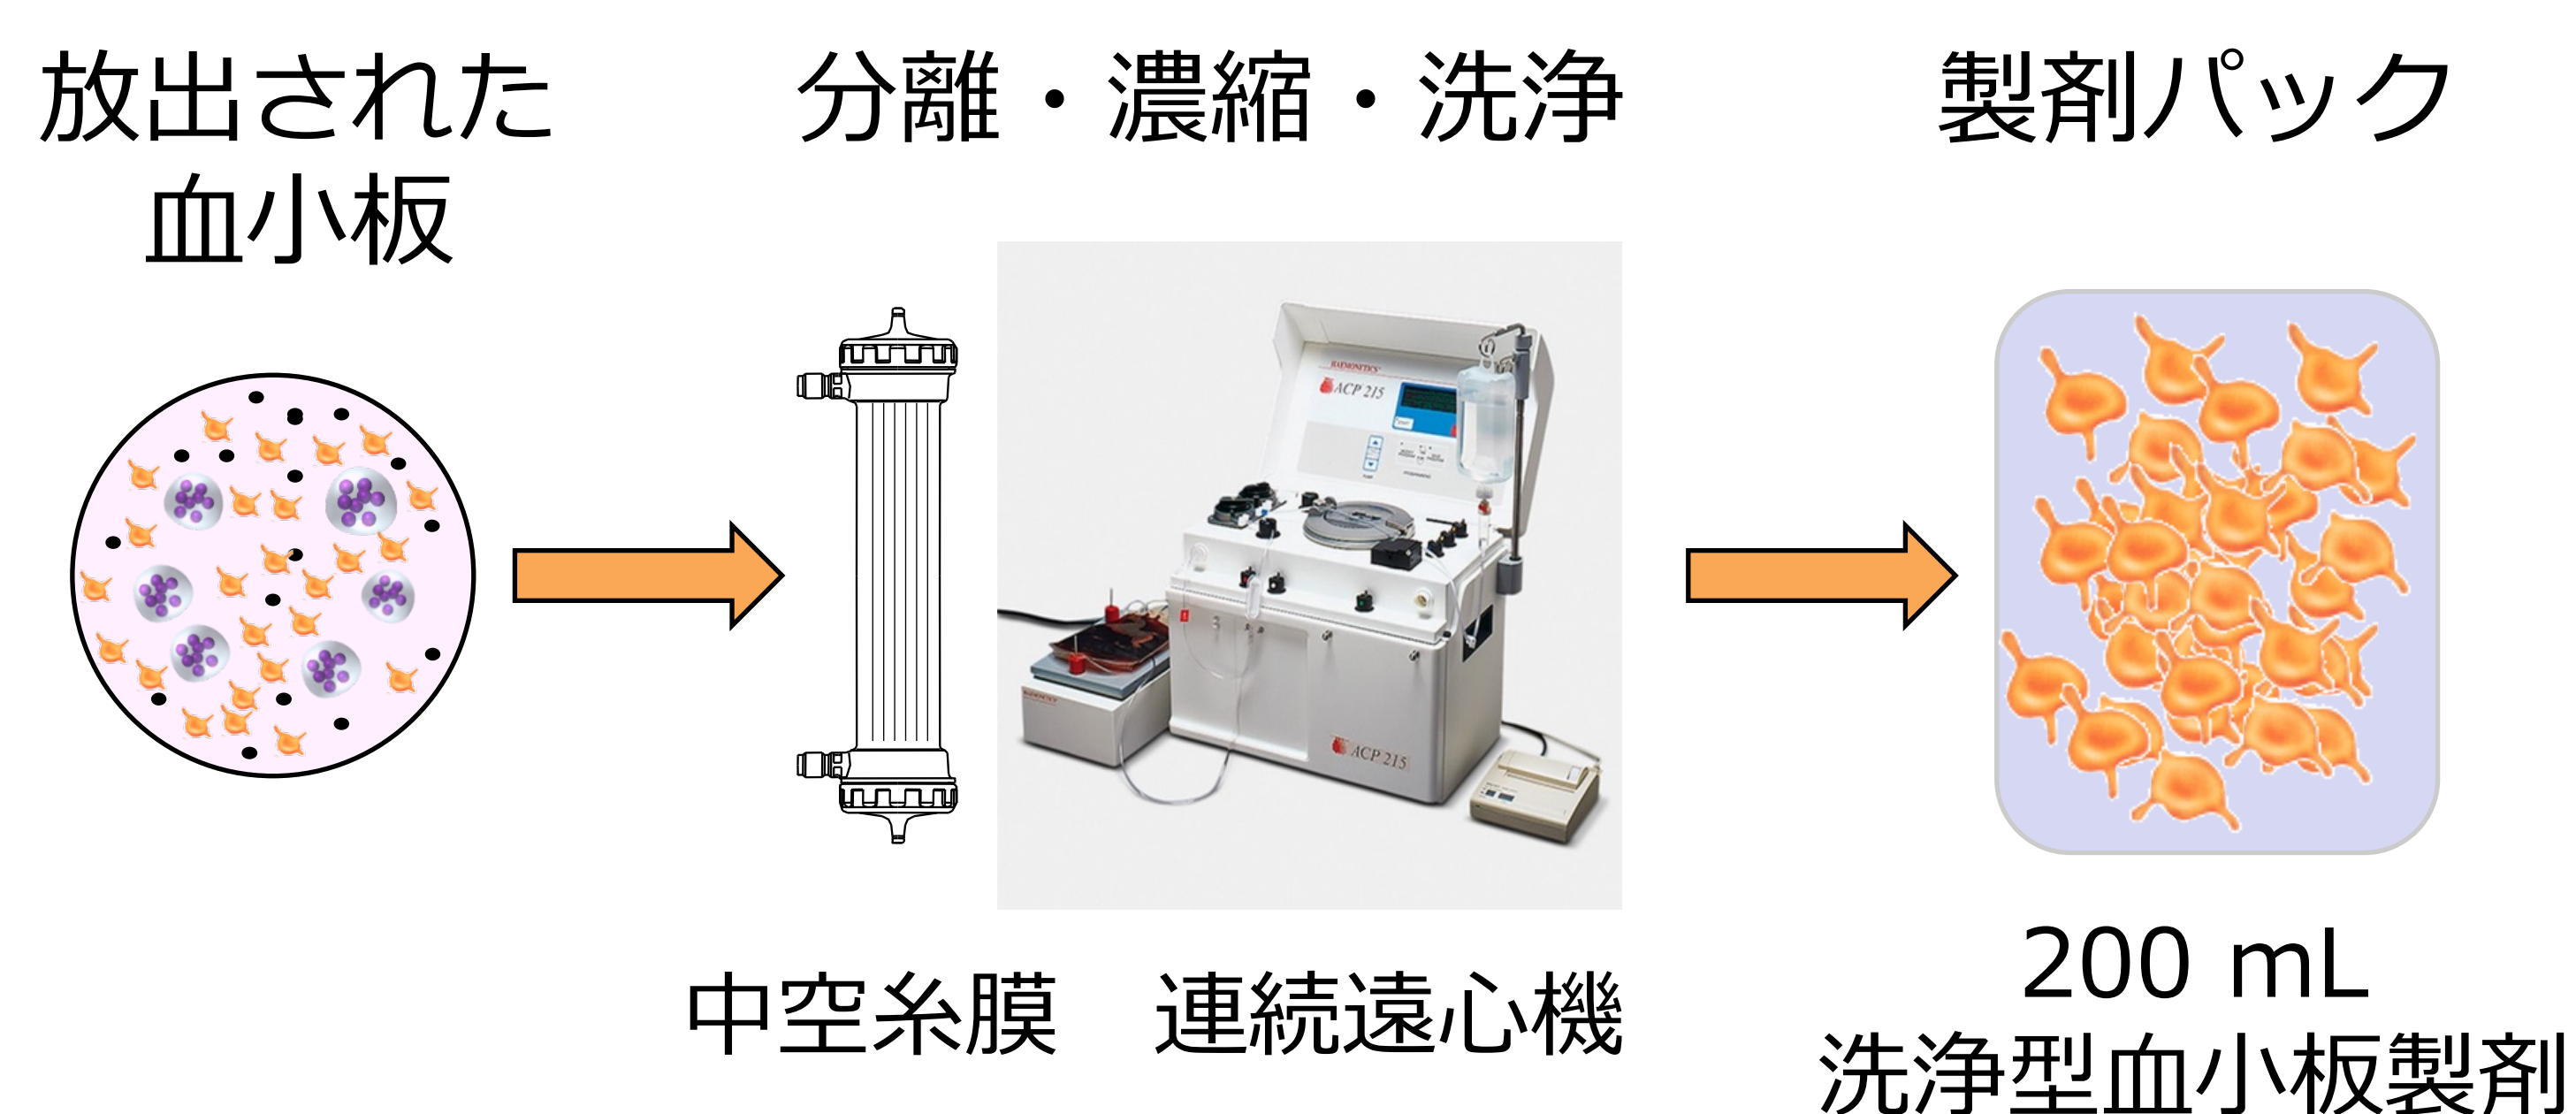 放出された
血小板
分離・濃縮・洗浄
製剤パック
HAEMONETICS
ACP 215
ACP 215
中空糸膜　連続遠心機
200 mL
洗浄型血小板製剤